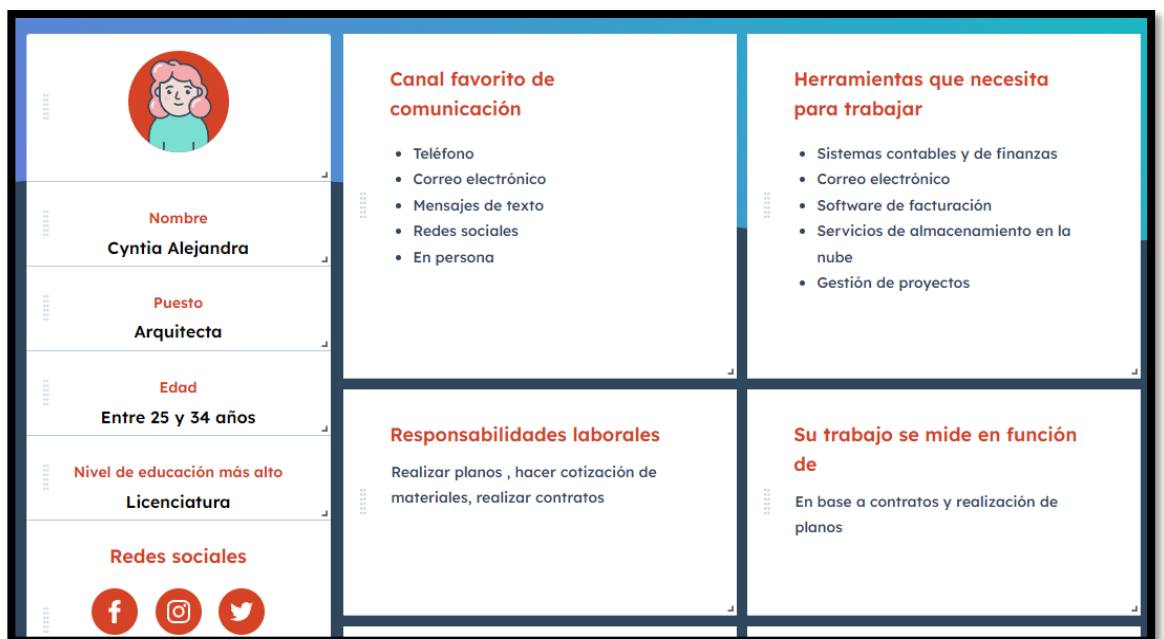 Nombre
Cyntia Alejandra
Puesto
Arquitecta
Edad
Entre 25 y 34 años
Nivel de educación más alto
Licenciatura
Redes sociales
Canal favorito de
comunicación
• Teléfono
• Correo electrónico
• Mensajes de texto
• Redes sociales
• En persona
Herramientas que necesita
para trabajar
• Sistemas contables y de finanzas
• Correo electrónico
• Software de facturación
• Servicios de almacenamiento en la
nube
• Gestión de proyectos
Responsabilidades laborales
Realizar planos , hacer cotización de
materiales, realizar contratos
Su trabajo se mide en función
de
En base a contratos y realización de
planos